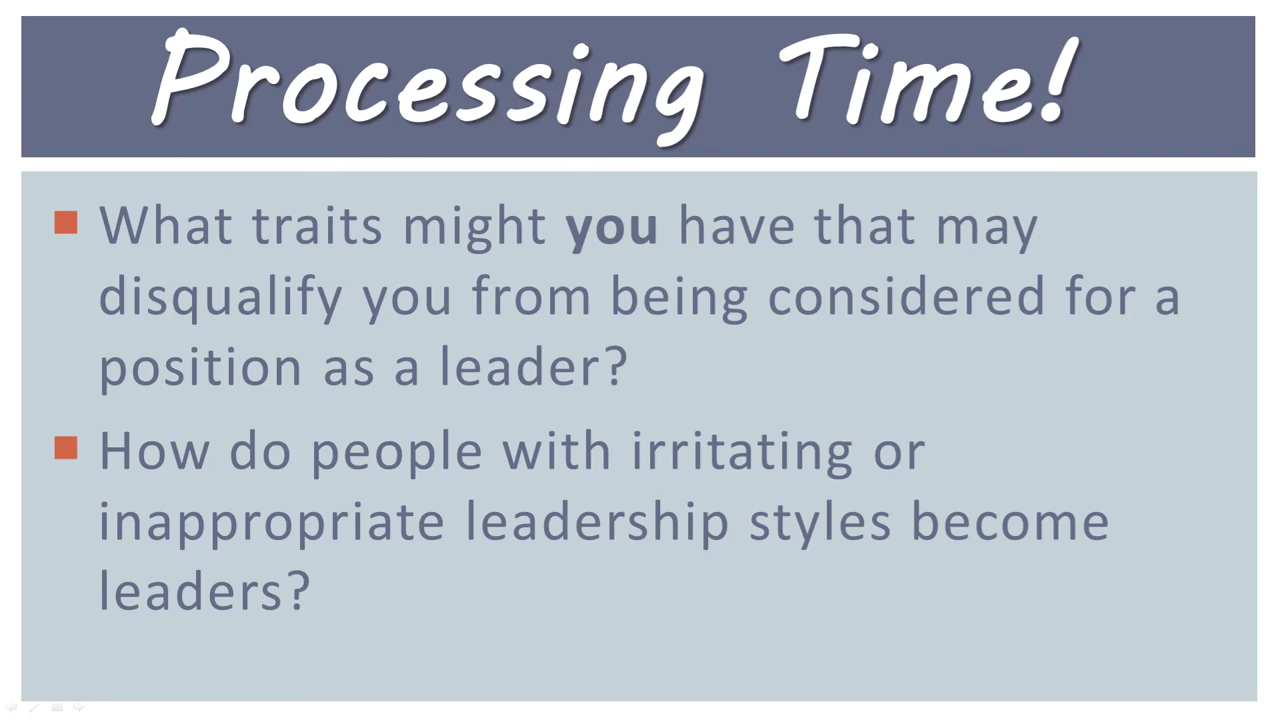 Processing Time!
What traits might you have that may
disqualify you from being considered for a
position as a leader?
How do people with irritating or
inappropriate leadership styles become
leaders?